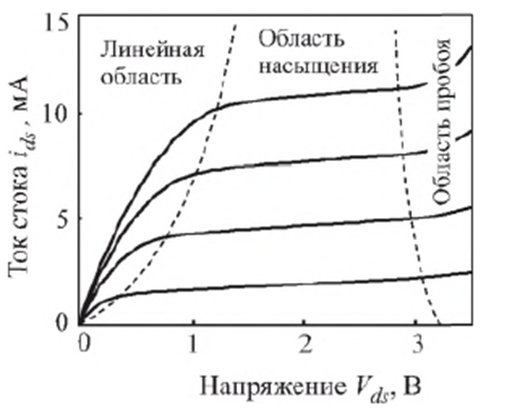 Ток стока i_ds, мА
15
10
5
0
Линейная
область
Область
насыщения
Область пробоя
0
1
2
3
Напряжение V_ds, В